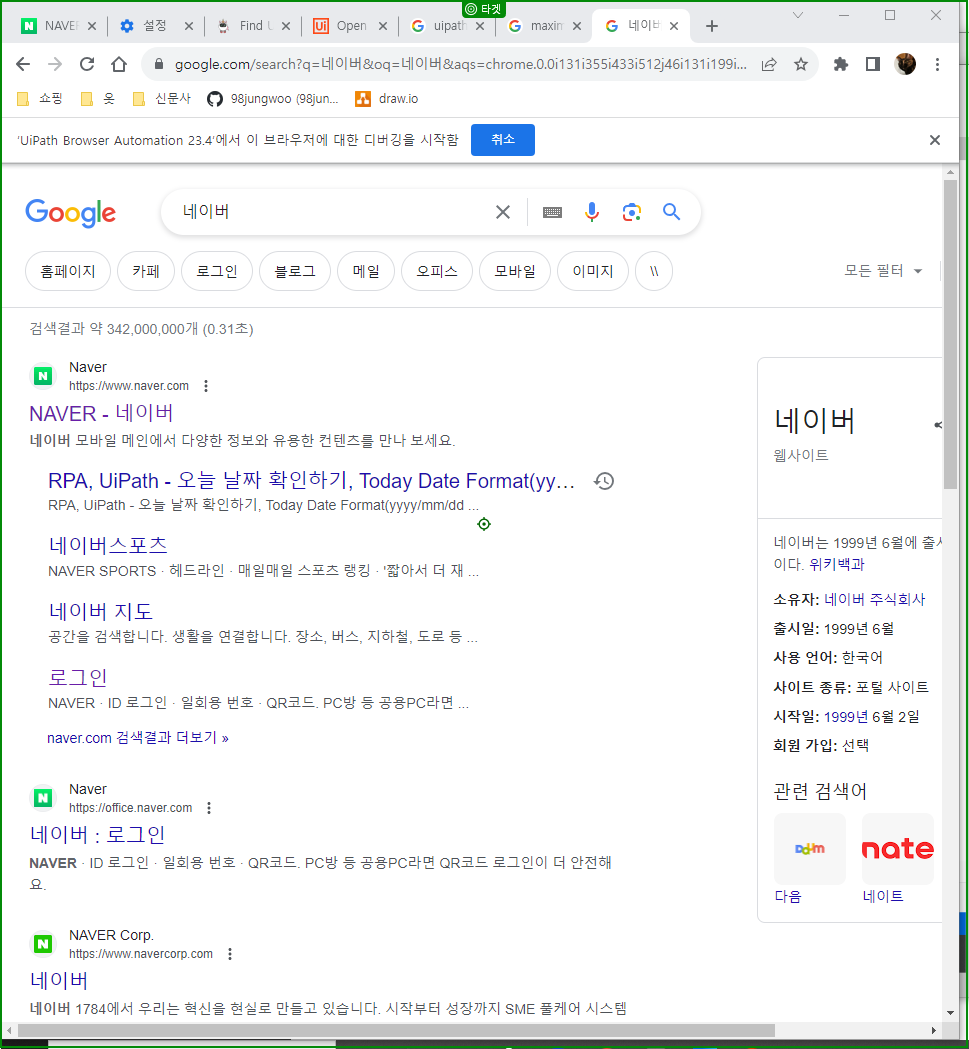 타겟
NAVEF
설정
Find U
Open
uipath
maxim
네이버
google.com/search?q=네이버&oq=네이버&aqs=chrome.0.0i131i355i433i512j46i131i199i...
쇼핑
옷
신문사
98jungwoo (98jun...
draw.io
'UiPath Browser Automation 23.4'에서 이 브라우저에 대한 디버깅을 시작함
취소
Google
네이버
홈페이지
카페
로그인
블로그
메일
오피스
모바일
이미지
\\
모든 필터
검색결과 약 342,000,000개 (0.31초)
Naver
https://www.naver.com
NAVER - 네이버
네이버 모바일 메인에서 다양한 정보와 유용한 컨텐츠를 만나 보세요.
RPA, UiPath - 오늘 날짜 확인하기, Today Date Format(yy...
RPA, UiPath - 오늘 날짜 확인하기, Today Date Format(yyyy/mm/dd ...
네이버스포츠
NAVER SPORTS · 헤드라인 · 매일매일 스포츠 랭킹 · '짧아서 더 재 ...
네이버 지도
공간을 검색합니다. 생활을 연결합니다. 장소, 버스, 지하철, 도로 등 ...
로그인
NAVER · ID 로그인 · 일회용 번호 · QR코드. PC방 등 공용PC라면 ...
naver.com 검색결과 더보기 »
Naver
https://office.naver.com
네이버 : 로그인
NAVER · ID 로그인 · 일회용 번호 · QR코드. PC방 등 공용PC라면 QR코드 로그인이 더 안전해
요.
NAVER Corp.
https://www.navercorp.com
네이버
네이버 1784에서 우리는 혁신을 현실로 만들고 있습니다. 시작부터 성장까지 SME 풀케어 시스템
네이버
웹사이트
네이버는 1999년 6월에 출시
이다. 위키백과
소유자: 네이버 주식회사
출시일: 1999년 6월
사용 언어: 한국어
사이트 종류: 포털 사이트
시작일: 1999년 6월 2일
회원 가입: 선택
관련 검색어
Daum
nate
다음
네이트